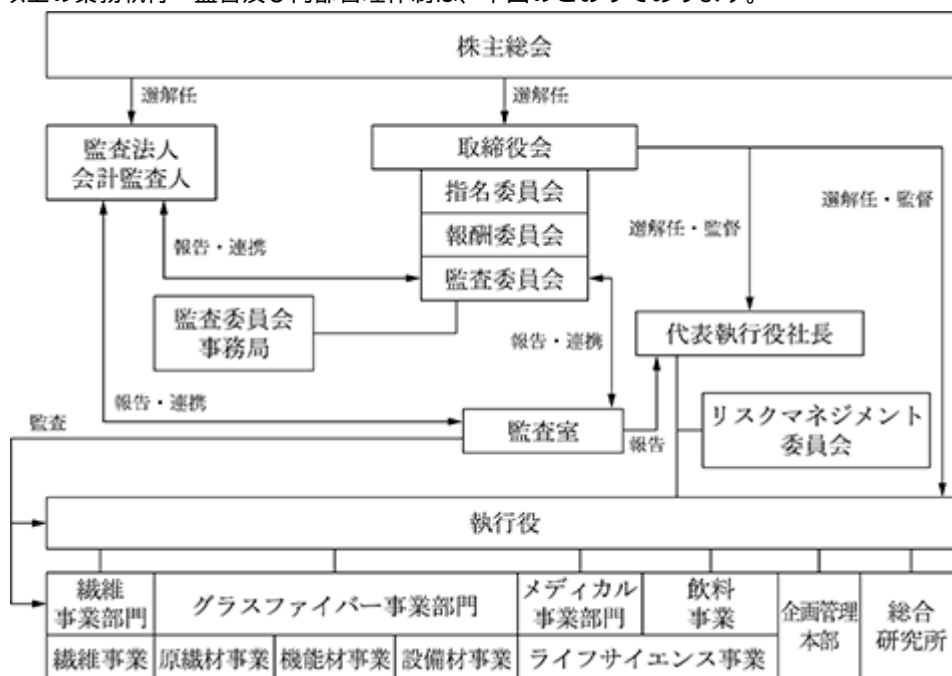 株主総会
選解任
選解任
監査法人
会計監査人
取締役会
指名委員会
報酬委員会
監査委員会
選解任・監督
選解任・監督
報告・連携
監査委員会
事務局
報告・連携
代表執行役社長
報告・連携
監査
監査室
報告
リスクマネジメント
委員会
執行役
繊維
事業部門
グラスファイバー事業部門
メディカル
事業部門
飲料
事業
企画管理
本部
総合
研究所
繊維事業
原繊材事業
機能材事業
設備材事業
ライフサイエンス事業